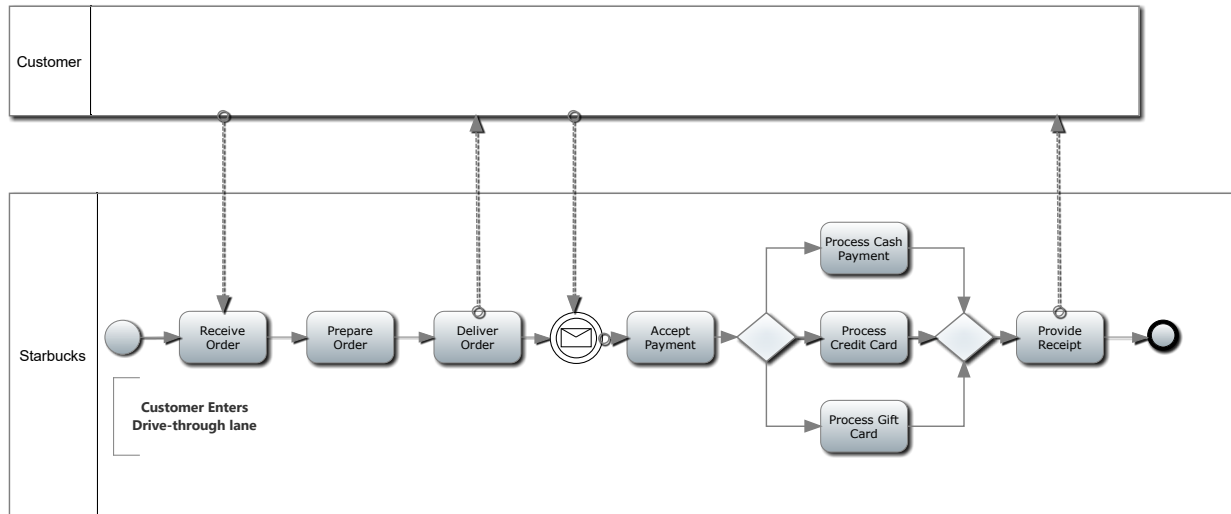 Customer
Process Cash
Payment
Receive
Order
Prepare
Order
Deliver
Order
Accept
Payment
Process
Credit Card
Provide
Receipt
Starbucks
Customer Enters
Drive-through lane
Process Gift
Card